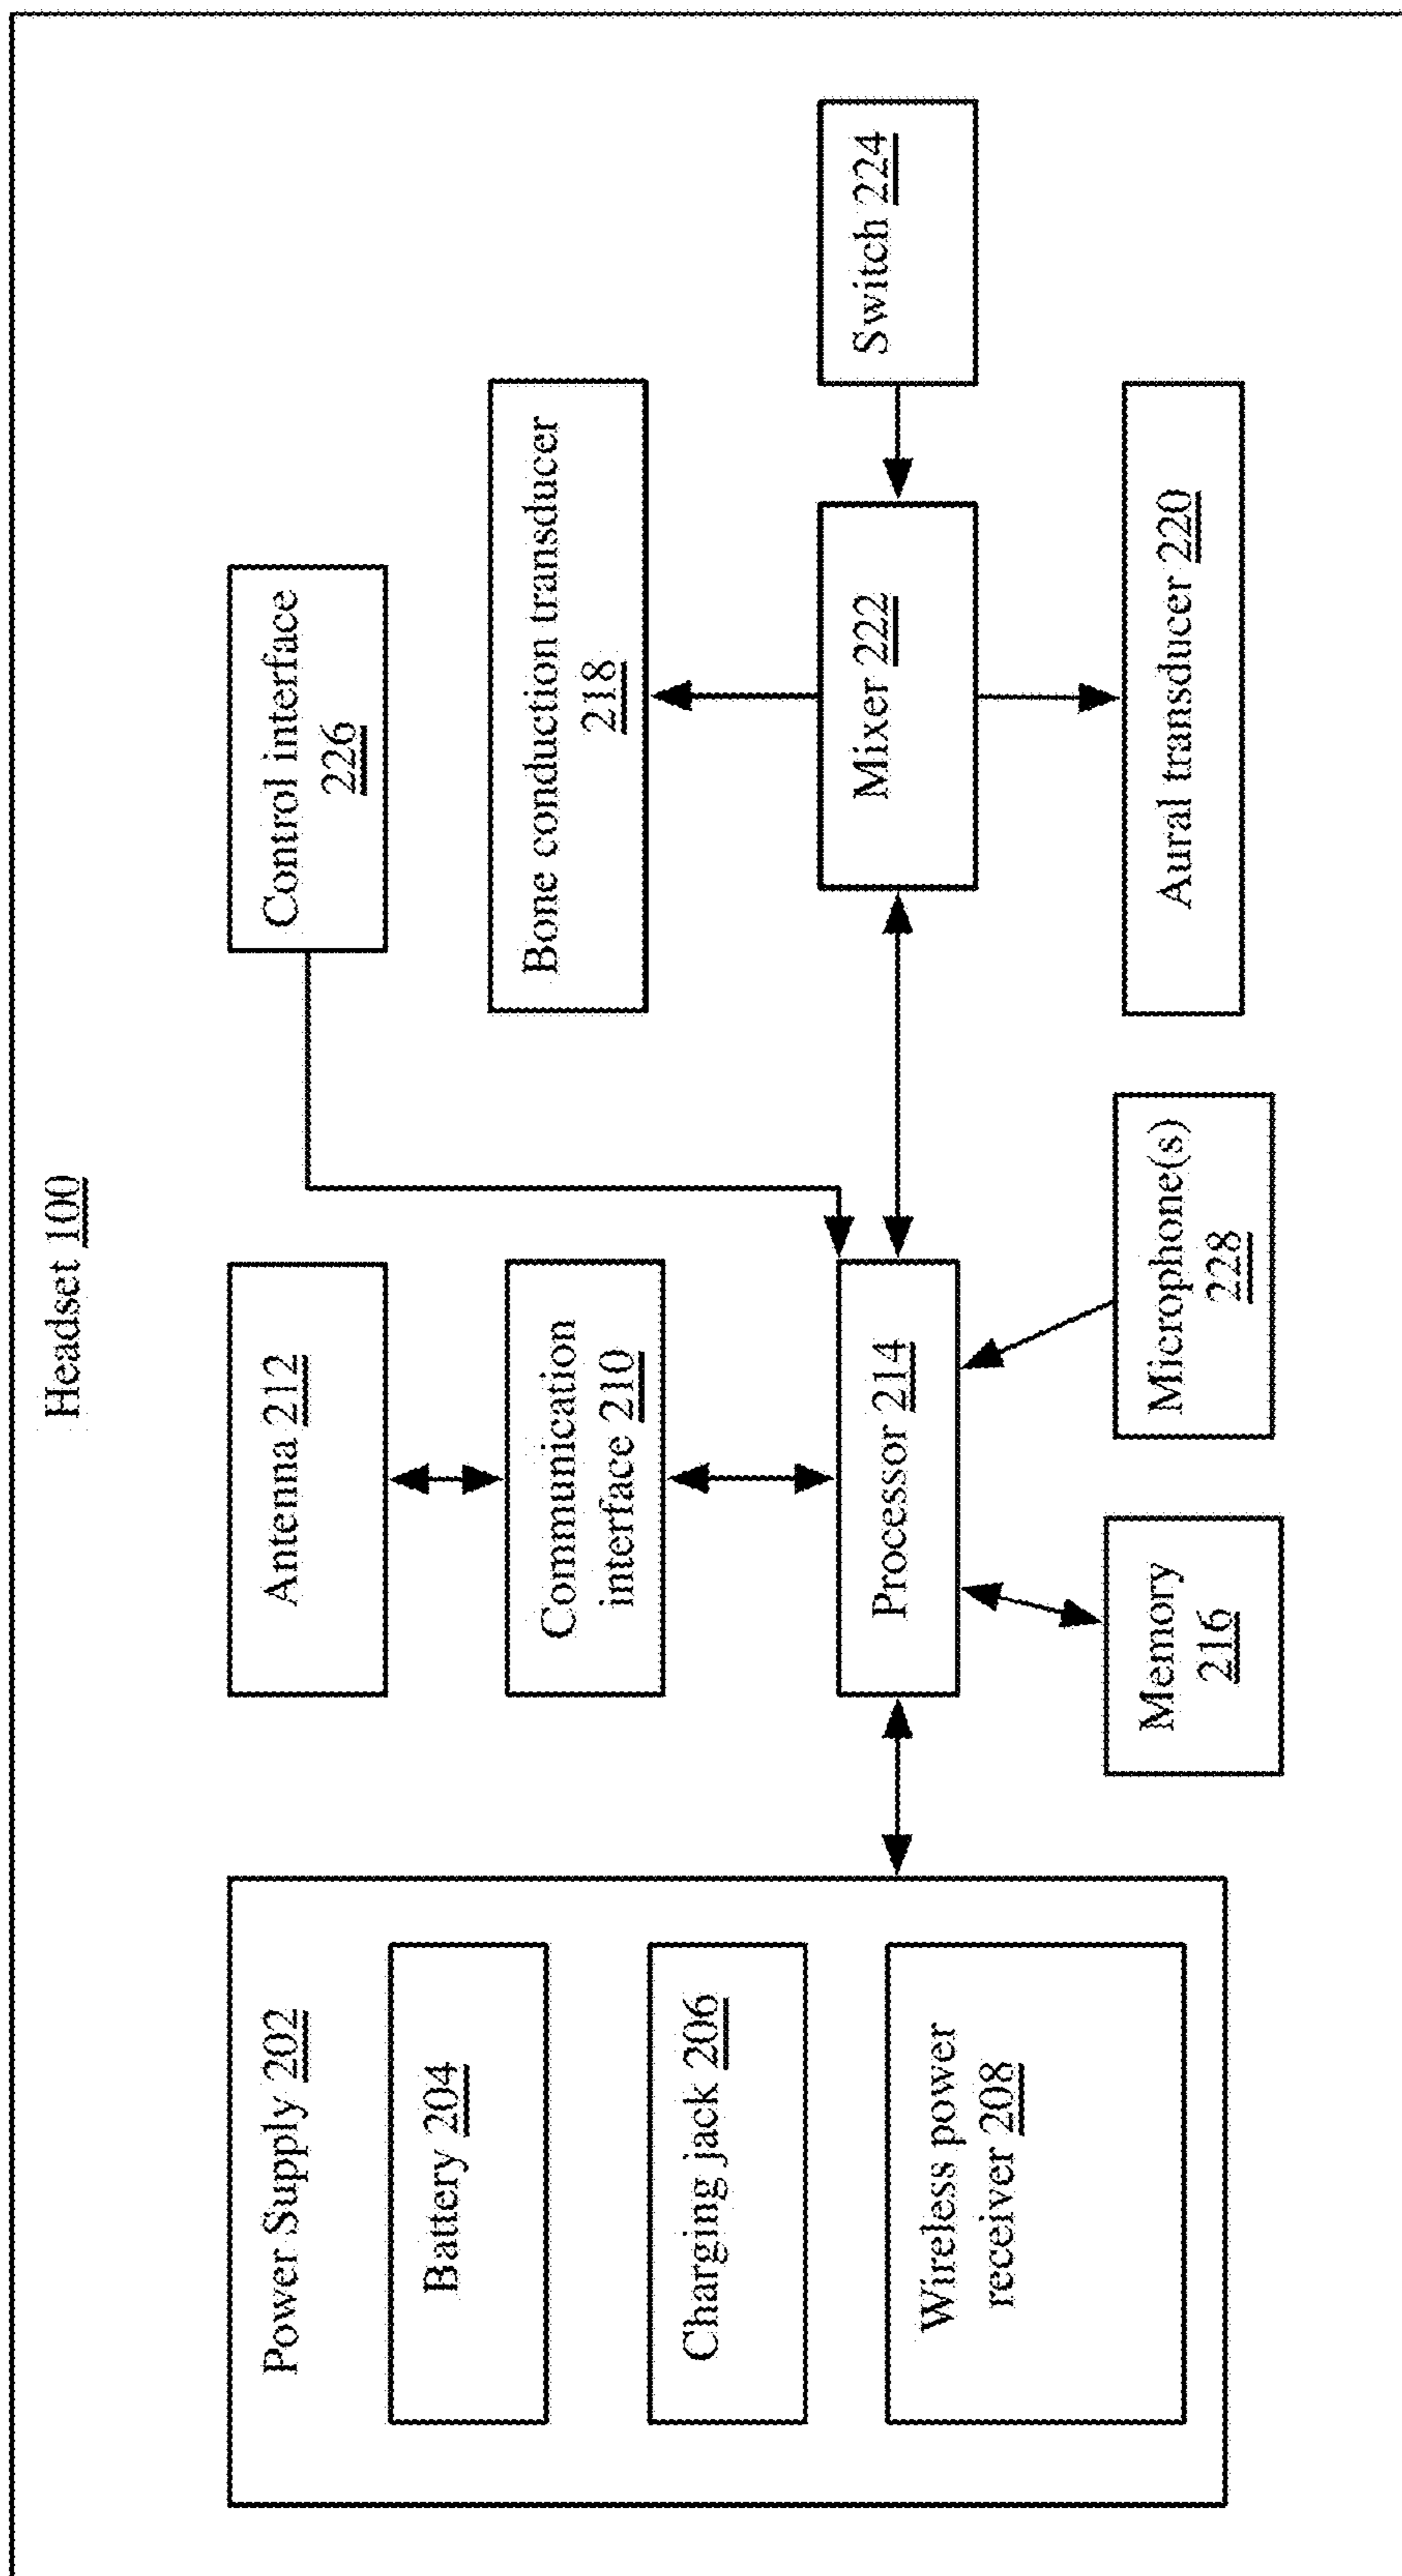 Headset 100
Power Supply 202
Battery 204
Charging jack 206
Wireless power
receiver 208
Antenna 212
Communication
interface 210
Processor 214
Memory
216
Microphone(s)
228
Control interface
226
Bone conduction transducer
218
Mixer 222
Aural transducer 220
Switch 224